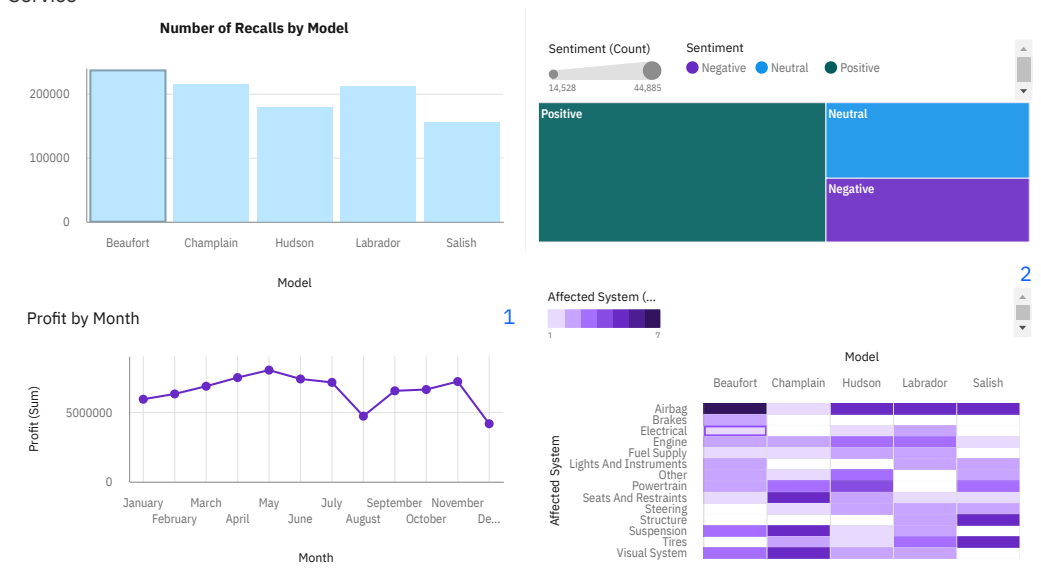 Service
Number of Recalls by Model
200000
100000
0
Beaufort Champlain Hudson Labrador Salish
Model
Sentiment (Count)
14,528 44,885
Sentiment
Negative Neutral Positive
Positive
Neutral
Negative
Profit by Month
1
Profit (Sum)
5000000
0
January March May July September November
February April June August October De...
Month
2
Affected System (...
1 7
Model
Beaufort Champlain Hudson Labrador Salish
Affected System
Airbag
Brakes
Electrical
Engine
Fuel Supply
Lights And Instruments
Other
Powertrain
Seats And Restraints
Steering
Structure
Suspension
Tires
Visual System